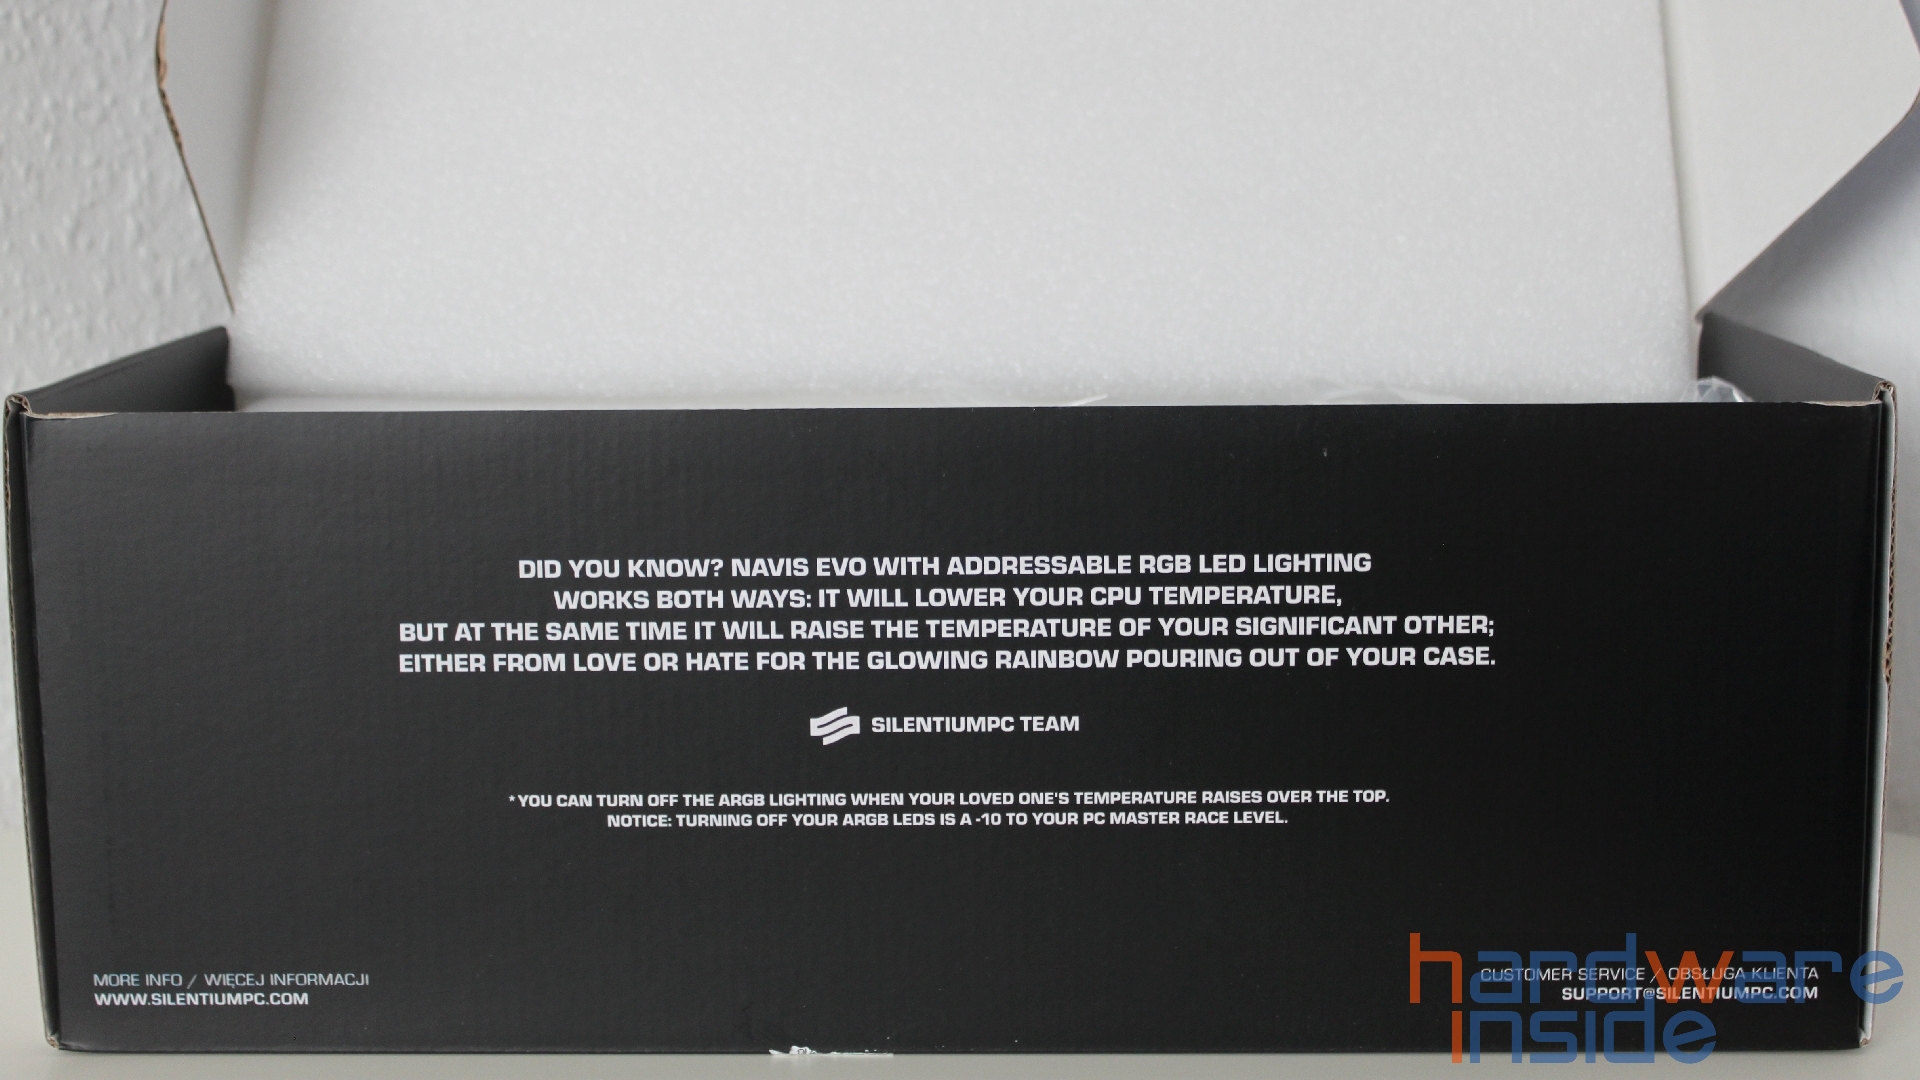 DID YOU KNOW? NAVIS EVO WITH ADDRESSABLE RGB LED LIGHTING
WORKS BOTH WAYS: IT WILL LOWER YOUR CPU TEMPERATURE,
BUT AT THE SAME TIME IT WILL RAISE THE TEMPERATURE OF YOUR SIGNIFICANT OTHER;
EITHER FROM LOVE OR HATE FOR THE GLOWING RAINBOW POURING OUT OF YOUR CASE.
SILENTIUMPC TEAM
*YOU CAN TURN OFF THE ARGB LIGHTING WHEN YOUR LOVED ONE'S TEMPERATURE RAISES OVER THE TOP.
NOTICE: TURNING OFF YOUR ARGB LEDS IS A -10 TO YOUR PC MASTER RACE LEVEL.
MORE INFO / WIĘCEJ INFORMACJI
WWW.SILENTIUMPC.COM
CUSTOMER SERVICE / OBSŁUGA KLIENTA
SUPPORT@SILENTIUMPC.COM
hardware
inside